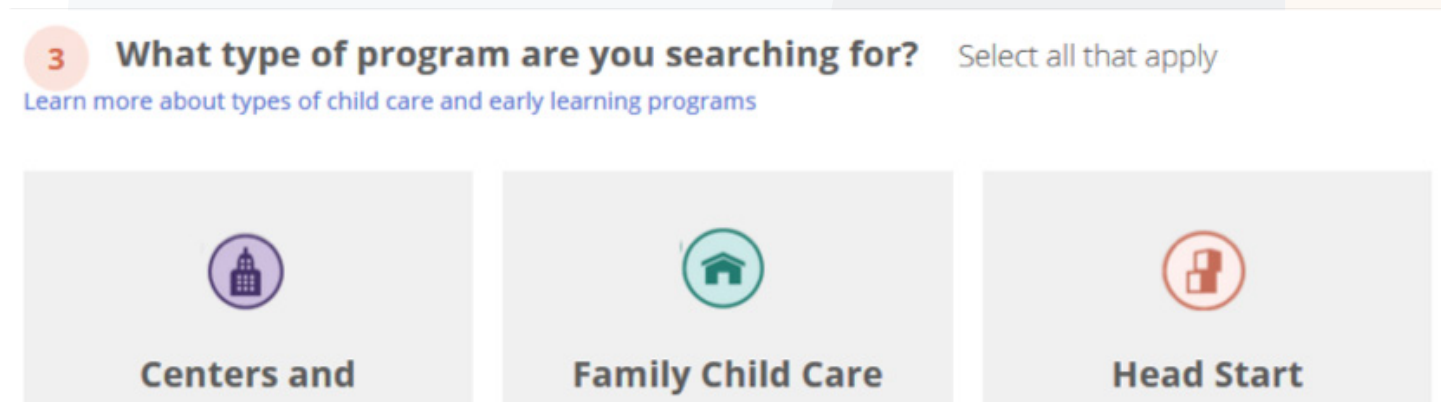 3 What type of program are you searching for? Select all that apply
Learn more about types of child care and early learning programs
Centers and
Family Child Care
Head Start